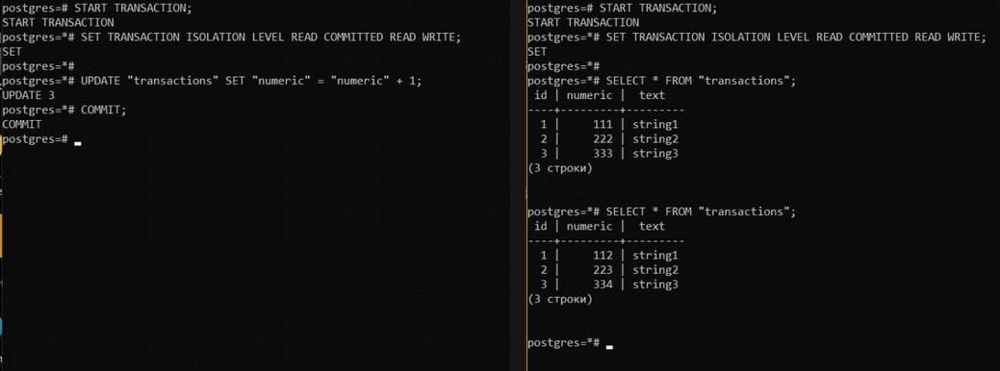 postgres=# START TRANSACTION;
START TRANSACTION
postgres=*# SET TRANSACTION ISOLATION LEVEL READ COMMITTED READ WRITE;
SET
postgres=*#
postgres=*# UPDATE "transactions" SET "numeric" = "numeric" + 1;
UPDATE 3
postgres=*# COMMIT;
COMMIT
postgres=#
postgres=# START TRANSACTION;
START TRANSACTION
postgres=*# SET TRANSACTION ISOLATION LEVEL READ COMMITTED READ WRITE;
SET
postgres=*#
postgres=*# SELECT * FROM "transactions";
 id | numeric |  text
----+---------+---------
  1 |     111 | string1
  2 |     222 | string2
  3 |     333 | string3
(3 строки)
postgres=*# SELECT * FROM "transactions";
 id | numeric |  text
----+---------+---------
  1 |     112 | string1
  2 |     223 | string2
  3 |     334 | string3
(3 строки)
postgres=*#